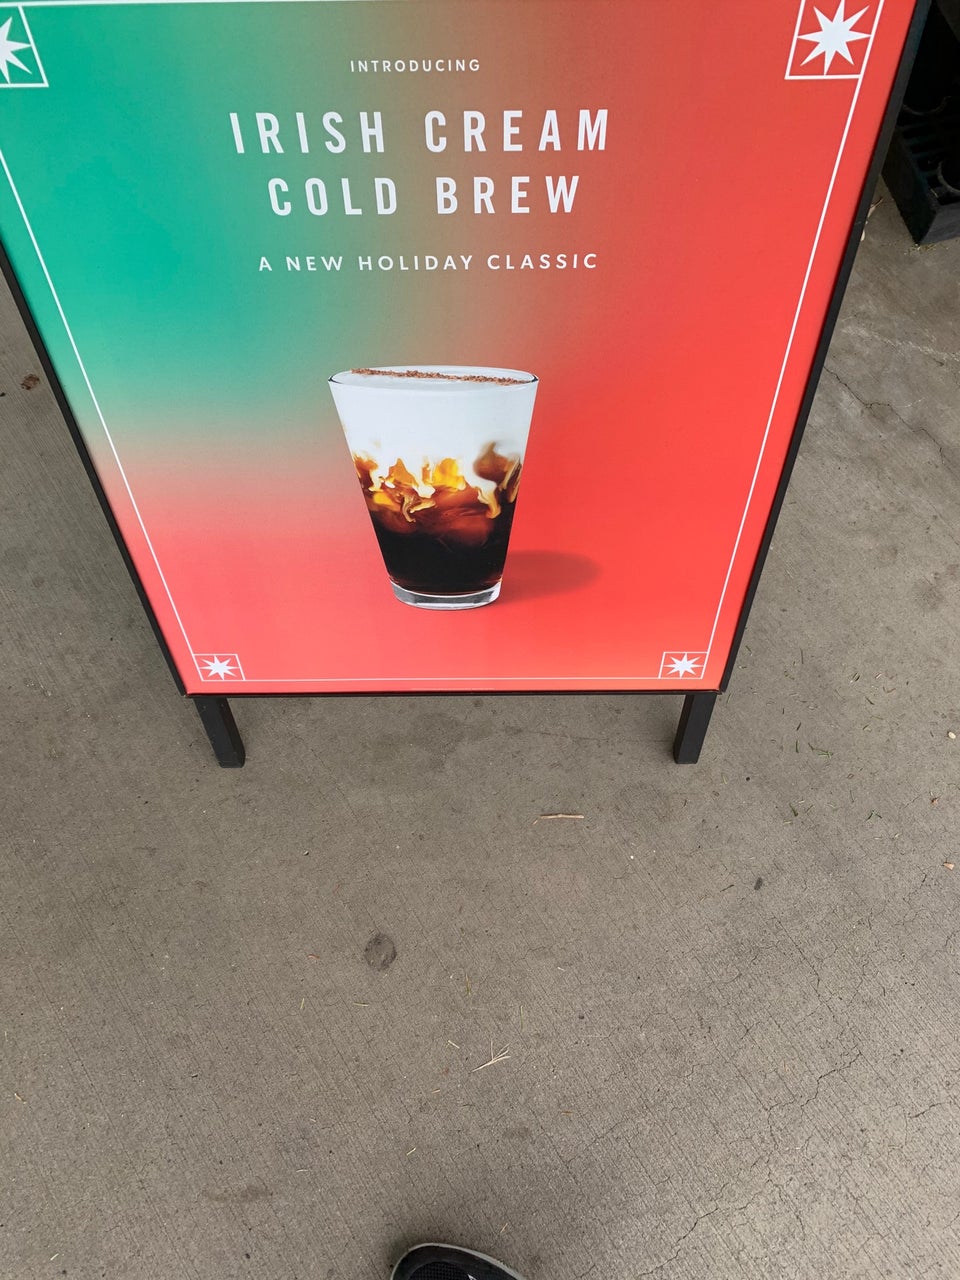 INTRODUCING
IRISH CREAM
COLD BREW
A NEW HOLIDAY CLASSIC